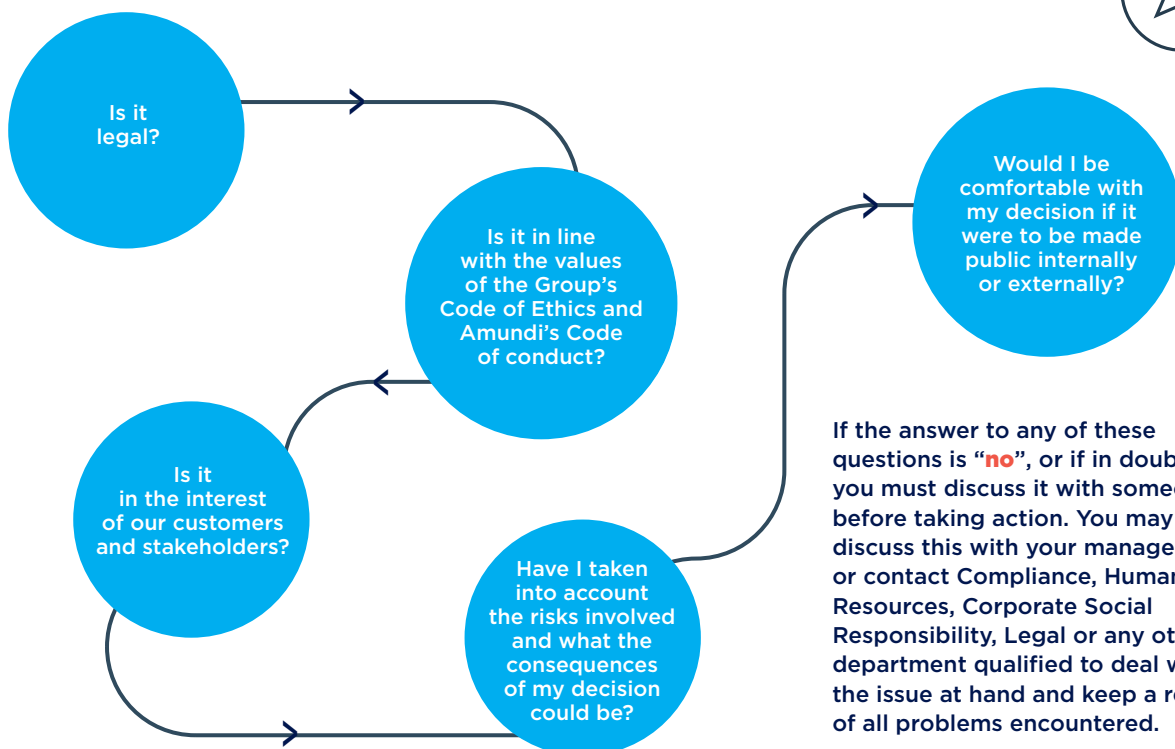 Is it
legal?
Is it in line
with the values
of the Group’s
Code of Ethics and
Amundi’s Code
of conduct?
Is it
in the interest
of our customers
and stakeholders?
Have I taken
into account
the risks involved
and what the
consequences
of my decision
could be?
Would I be
comfortable with
my decision if it
were to be made
public internally
or externally?
If the answer to any of these
questions is “no”, or if in
you must discuss it with
before taking action. You may
discuss this with your
or contact Compliance,
Resources, Corporate Social
Responsibility, Legal or any
department qualified to deal
the issue at hand and keep a
of all problems encountered.